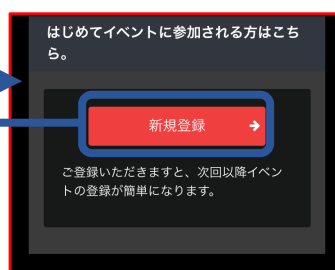 はじめてイベントに参加される方はこち
ら。
新規登録
ご登録いただきますと、次回以降イベン
トの登録が簡単になります。